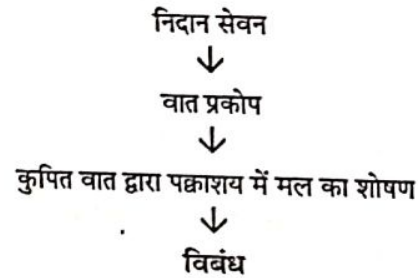 निदान सेवन
↓
वात प्रकोप
↓
कुपित वात द्वारा पक्वाशय में मल का शोषण
↓
विबंध